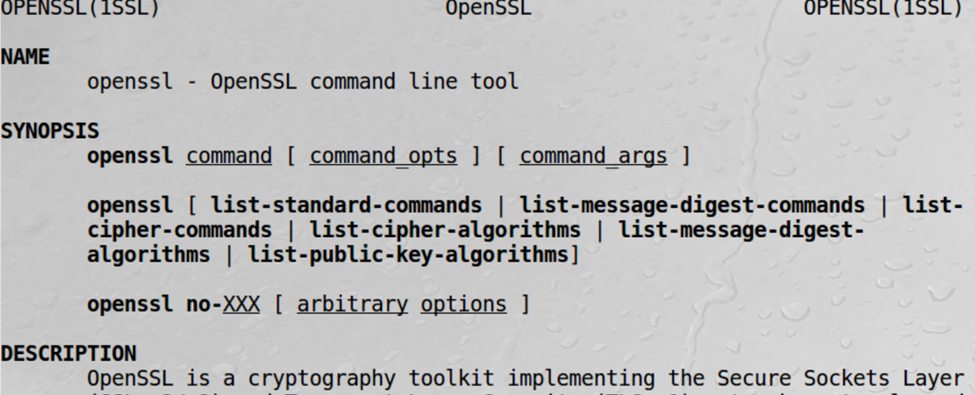 OPENSSL(1SSL) OpenSSL OPENSSL(1SSL)
NAME
openssl - OpenSSL command line tool
SYNOPSIS
openssl command [ command_opts ] [ command_args ]
openssl [ list-standard-commands | list-message-digest-commands | list-
cipher-commands | list-cipher-algorithms | list-message-digest-
algorithms | list-public-key-algorithms]
openssl no-XXX [ arbitrary options ]
DESCRIPTION
OpenSSL is a cryptography toolkit implementing the Secure Sockets Layer